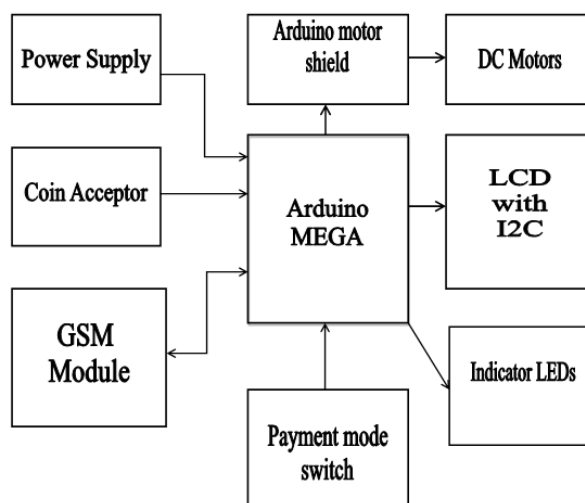 Power Supply
Arduino motor
shield
DC Motors
Coin Acceptor
Arduino
MEGA
LCD
with
I2C
GSM
Module
Payment mode
switch
Indicator LEDs